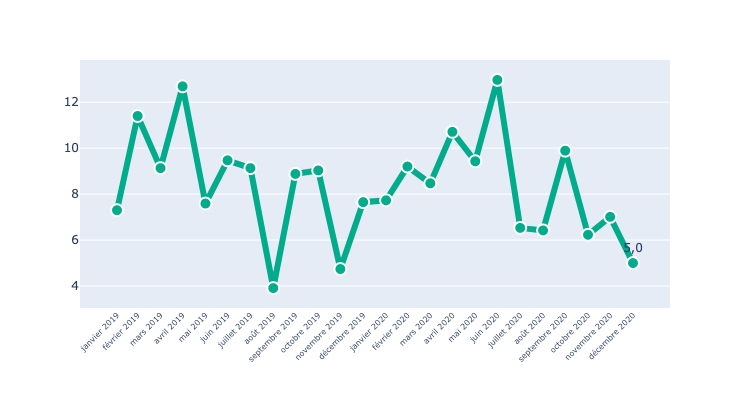 12
10
8
6
4
5,0
janvier 2019
février 2019
mars 2019
avril 2019
mai 2019
juin 2019
juillet 2019
août 2019
septembre 2019
octobre 2019
novembre 2019
décembre 2019
janvier 2020
février 2020
mars 2020
avril 2020
mai 2020
juin 2020
juillet 2020
août 2020
septembre 2020
octobre 2020
novembre 2020
décembre 2020